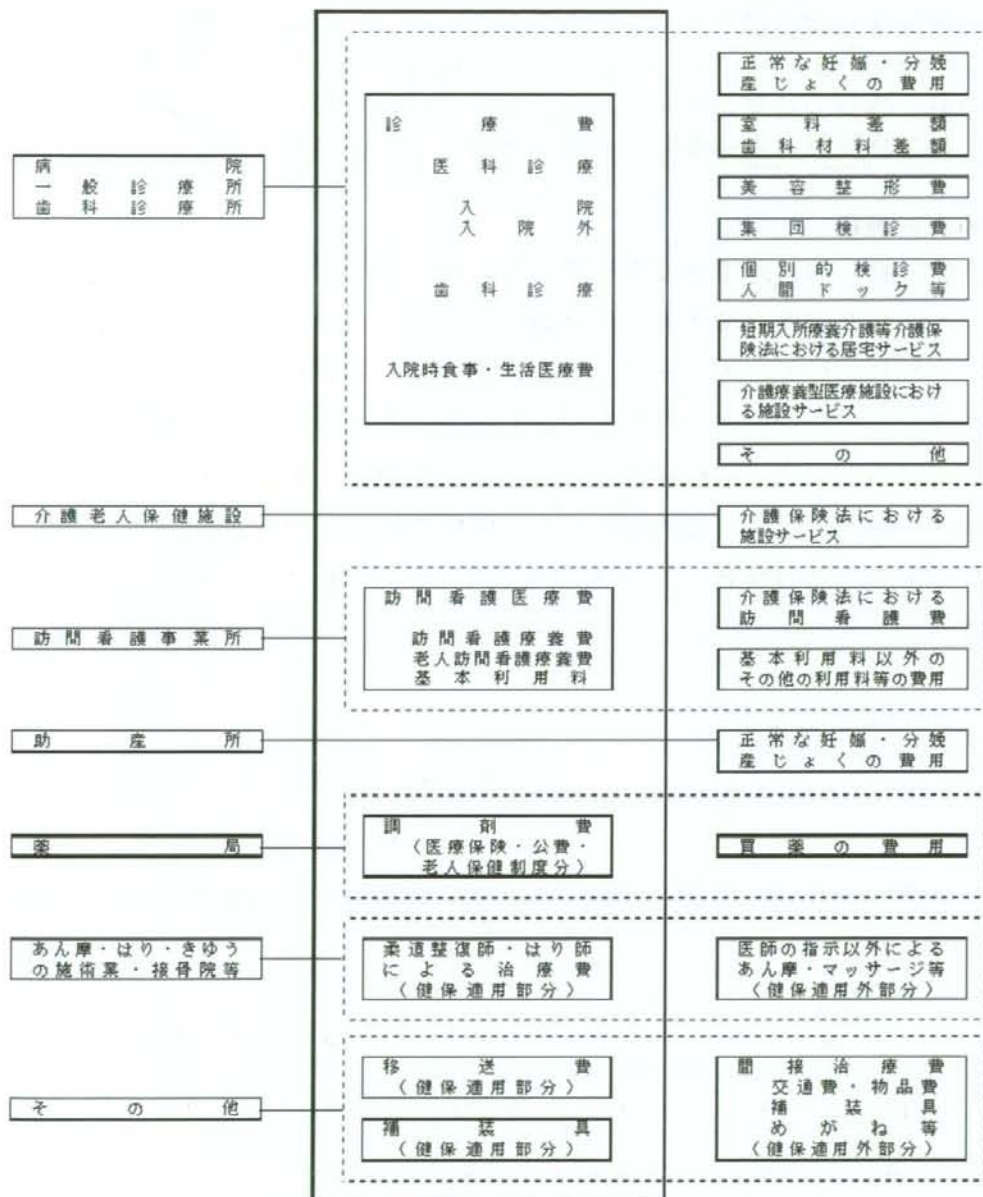 病院
一般診療所
歯科診療所
診療費
医科診療
入院
入院外
歯科診療
入院時食事・生活医療費
正常な妊娠・分娩
産じょくの費用
室料差額
歯科材料差額
美容整形費
集団検診費
個別的検診費
人間ドック等
短期入所療養介護等介護保
険法における居宅サービス
介護療養型医療施設におけ
る施設サービス
その他
介護老人保健施設
介護保険法における
施設サービス
訪問看護事業所
訪問看護医療費
訪問看護療養費
老人訪問看護療養費
基本利用料
介護保険法における
訪問看護費
基本利用料以外の
その他の利用料等の費用
助産所
正常な妊娠・分娩
産じょくの費用
薬局
調剤費
(医療保険・公費・
老人保健制度分)
買薬の費用
あん摩・はり・きゆう
の施術業・接骨院等
柔道整復師・はり師
による治療費
(健保適用部分)
医師の指示以外による
あん摩・マッサージ等
(健保適用外部分)
その他
移送費
(健保適用部分)
補装具
(健保適用部分)
間接治療費
交通費・物品費
補装具
めがね等
(健保適用外部分)